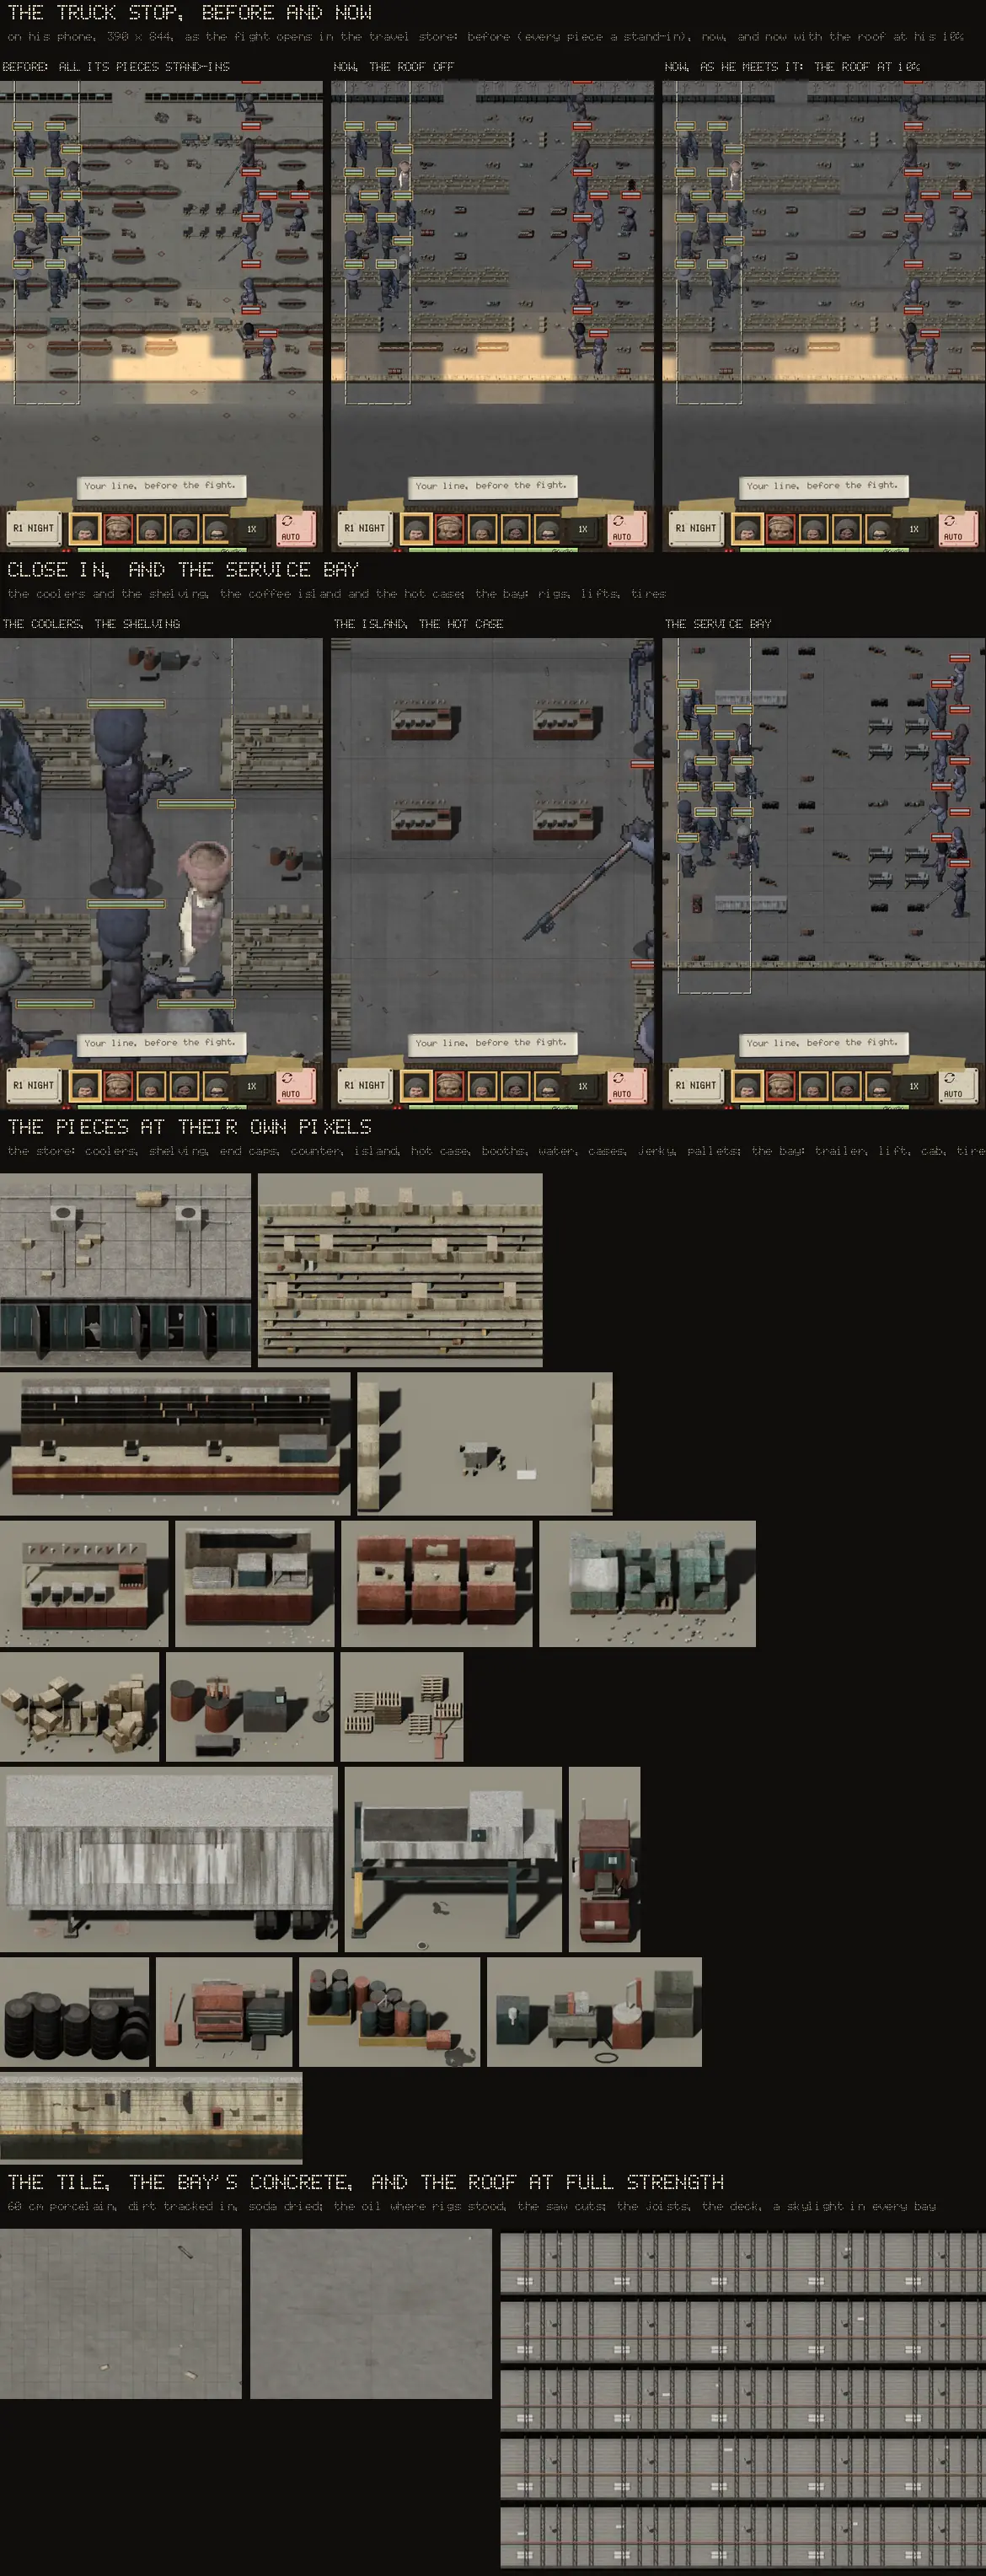 THE TRUCK STOP, BEFORE AND NOW
on his phone, 390 x 844, as the fight opens in the travel store: before (every piece a stand-in), now, and now with the roof at his 10%
BEFORE: ALL ITS PIECES STAND-INS
NOW, THE ROOF OFF
NOW, AS HE MEETS IT: THE ROOF AT 10%
Your line, before the fight.
Your line, before the fight.
Your line, before the fight.
R1 NIGHT
1X
AUTO
R1 NIGHT
1X
AUTO
R1 NIGHT
1X
AUTO
CLOSE IN, AND THE SERVICE BAY
the coolers and the shelving, the coffee island and the hot case; the bay: rigs, lifts, tires
THE COOLERS, THE SHELVING
THE ISLAND, THE HOT CASE
THE SERVICE BAY
Your line, before the fight.
Your line, before the fight.
Your line, before the fight.
R1 NIGHT
1X
AUTO
R1 NIGHT
1X
AUTO
R1 NIGHT
1X
AUTO
THE PIECES AT THEIR OWN PIXELS
the store: coolers, shelving, end caps, counter, island, hot case, booths, water, cases, jerky, pallets; the bay: trailer, lift, cab, tire
THE TILE, THE BAY'S CONCRETE, AND THE ROOF AT FULL STRENGTH
60 cm porcelain, dirt tracked in, soda dried; the oil where rigs stood, the saw cuts; the joists, the deck, a skylight in every bay